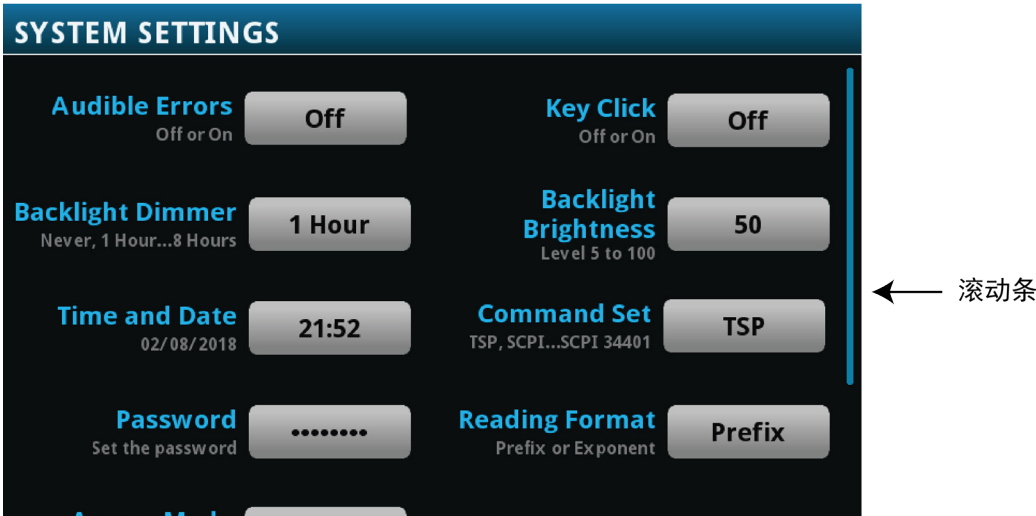 SYSTEM SETTINGS
Audible Errors
Off or On
Off
Key Click
Off or On
Off
Backlight Dimmer
Never, 1 Hour...8 Hours
1 Hour
Backlight
Brightness
Level 5 to 100
50
Time and Date
02/08/2018
21:52
Command Set
TSP, SCPI...SCPI 34401
TSP
滚动条
Password
Set the password
••••••••
Reading Format
Prefix or Exponent
Prefix